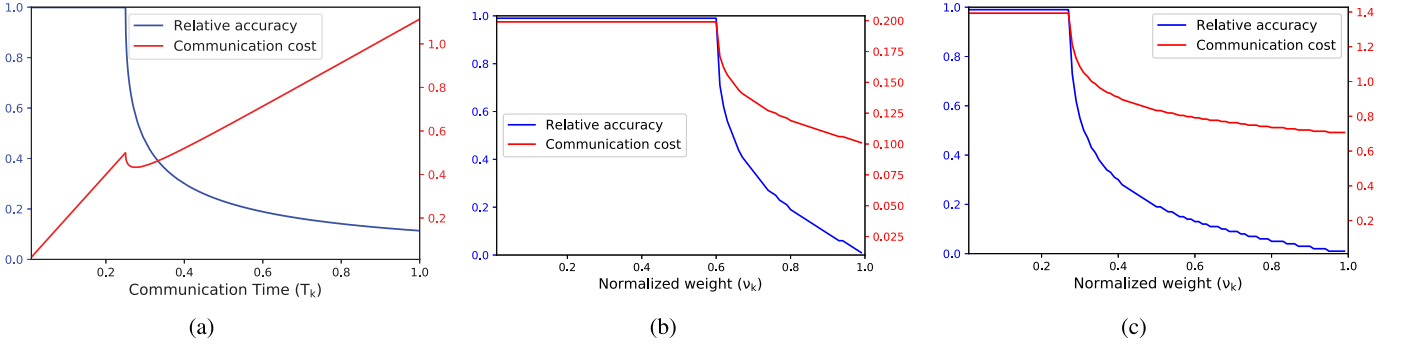 1.0
0.8
0.6
0.4
0.2
0.0
Relative accuracy
Communication cost
1.0
0.8
0.6
0.4
0.2
0.2 0.4 0.6 0.8 1.0
Communication Time (Tk)
(a)
1.0
0.8
0.6
0.4
0.2
0.0
Relative accuracy
Communication cost
0.200
0.175
0.150
0.125
0.100
0.075
0.050
0.025
0.2 0.4 0.6 0.8 1.0
Normalized weight (νk)
(b)
1.0
0.8
0.6
0.4
0.2
0.0
Relative accuracy
Communication cost
1.4
1.2
1.0
0.8
0.6
0.4
0.2
0.2 0.4 0.6 0.8 1.0
Normalized weight (νk)
(c)